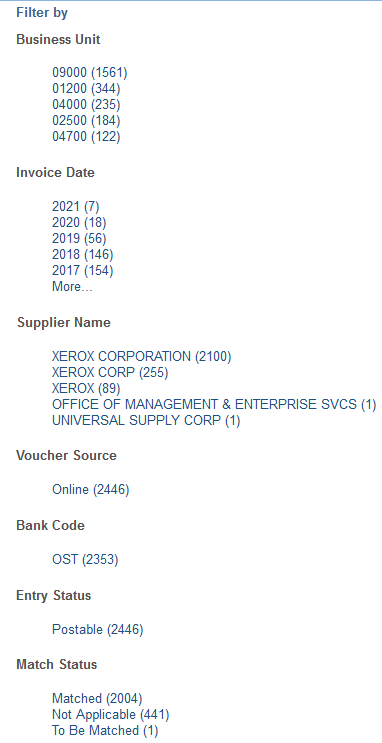 Filter by
Business Unit
09000 (1561)
01200 (344)
04000 (235)
02500 (184)
04700 (122)
Invoice Date
2021 (7)
2020 (18)
2019 (56)
2018 (146)
2017 (154)
More...
Supplier Name
XEROX CORPORATION (2100)
XEROX CORP (255)
XEROX (89)
OFFICE OF MANAGEMENT & ENTERPRISE SVCS (1)
UNIVERSAL SUPPLY CORP (1)
Voucher Source
Online (2446)
Bank Code
OST (2353)
Entry Status
Postable (2446)
Match Status
Matched (2004)
Not Applicable (441)
To Be Matched (1)